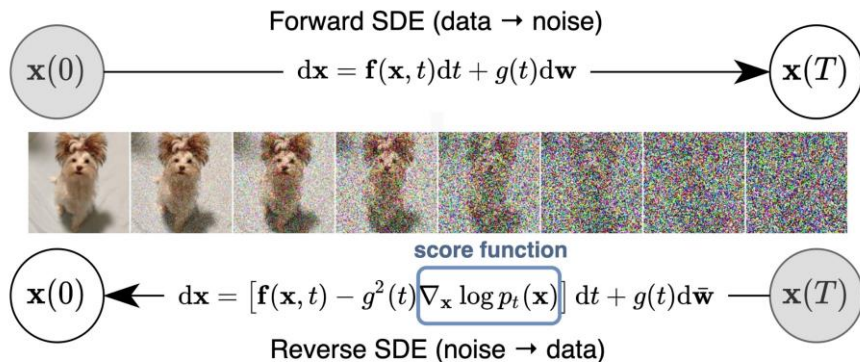 Forward SDE (data → noise)
x(0) dx = f(x, t)dt + g(t)dw x(T)
score function
x(0) dx = [f(x, t) − g²(t)∇ₓ log pₜ(x)] dt + g(t)dw̄ x(T)
Reverse SDE (noise → data)